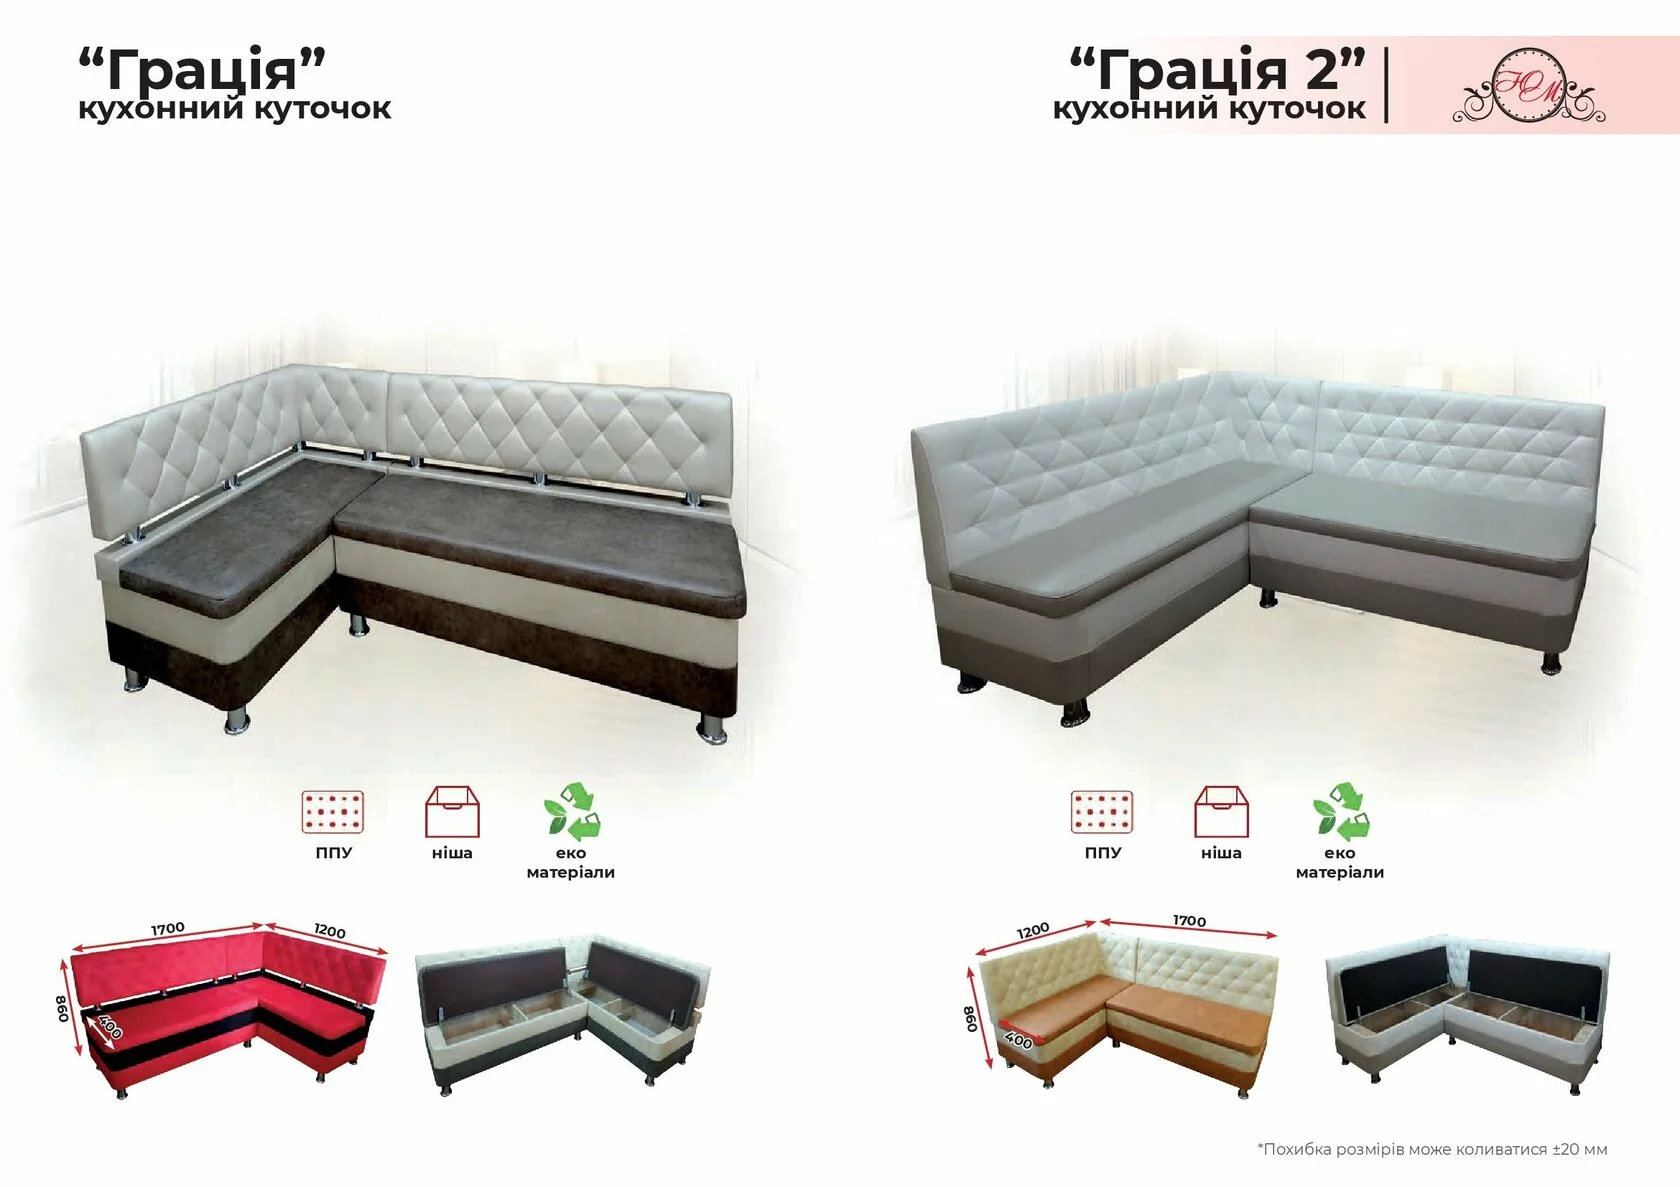 “Грація”
кухонний куточок
“Грація 2”
кухонний куточок
ЮМ
ППУ
ніша
еко
матеріали
ППУ
ніша
еко
матеріали
1700
1200
860
400
1200
1700
860
400
*Похибка розмірів може коливатися ±20 мм